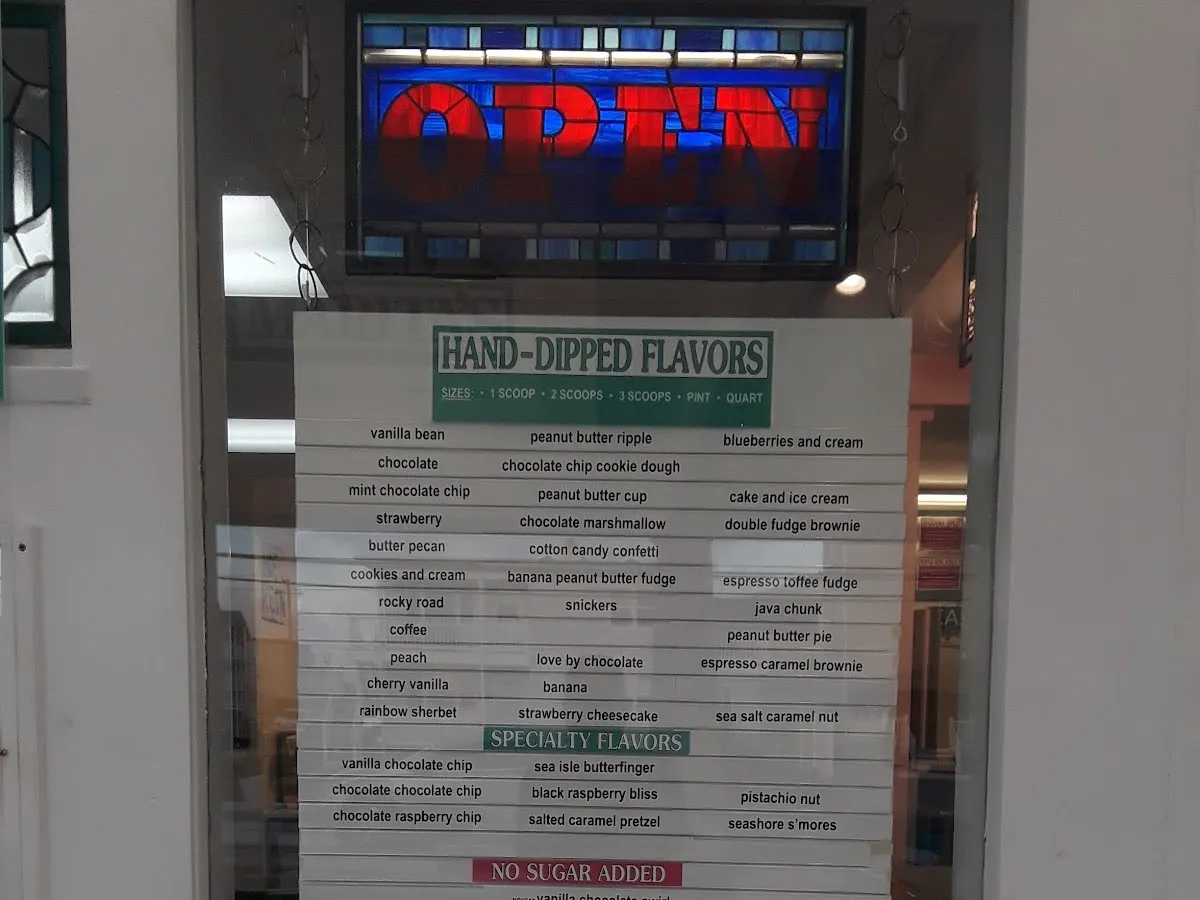 OPEN
HAND-DIPPED FLAVORS
SIZES: • 1 SCOOP • 2 SCOOPS • 3 SCOOPS • PINT • QUART
vanilla bean peanut butter ripple blueberries and cream
chocolate chocolate chip cookie dough
mint chocolate chip peanut butter cup cake and ice cream
strawberry chocolate marshmallow double fudge brownie
butter pecan cotton candy confetti
cookies and cream banana peanut butter fudge espresso toffee fudge
rocky road snickers java chunk
coffee peanut butter pie
peach love by chocolate espresso caramel brownie
cherry vanilla banana
rainbow sherbet strawberry cheesecake sea salt caramel nut
SPECIALTY FLAVORS
vanilla chocolate chip sea isle butterfinger
chocolate chocolate chip black raspberry bliss pistachio nut
chocolate raspberry chip salted caramel pretzel seashore s'mores
NO SUGAR ADDED
vanilla chocolate swirl